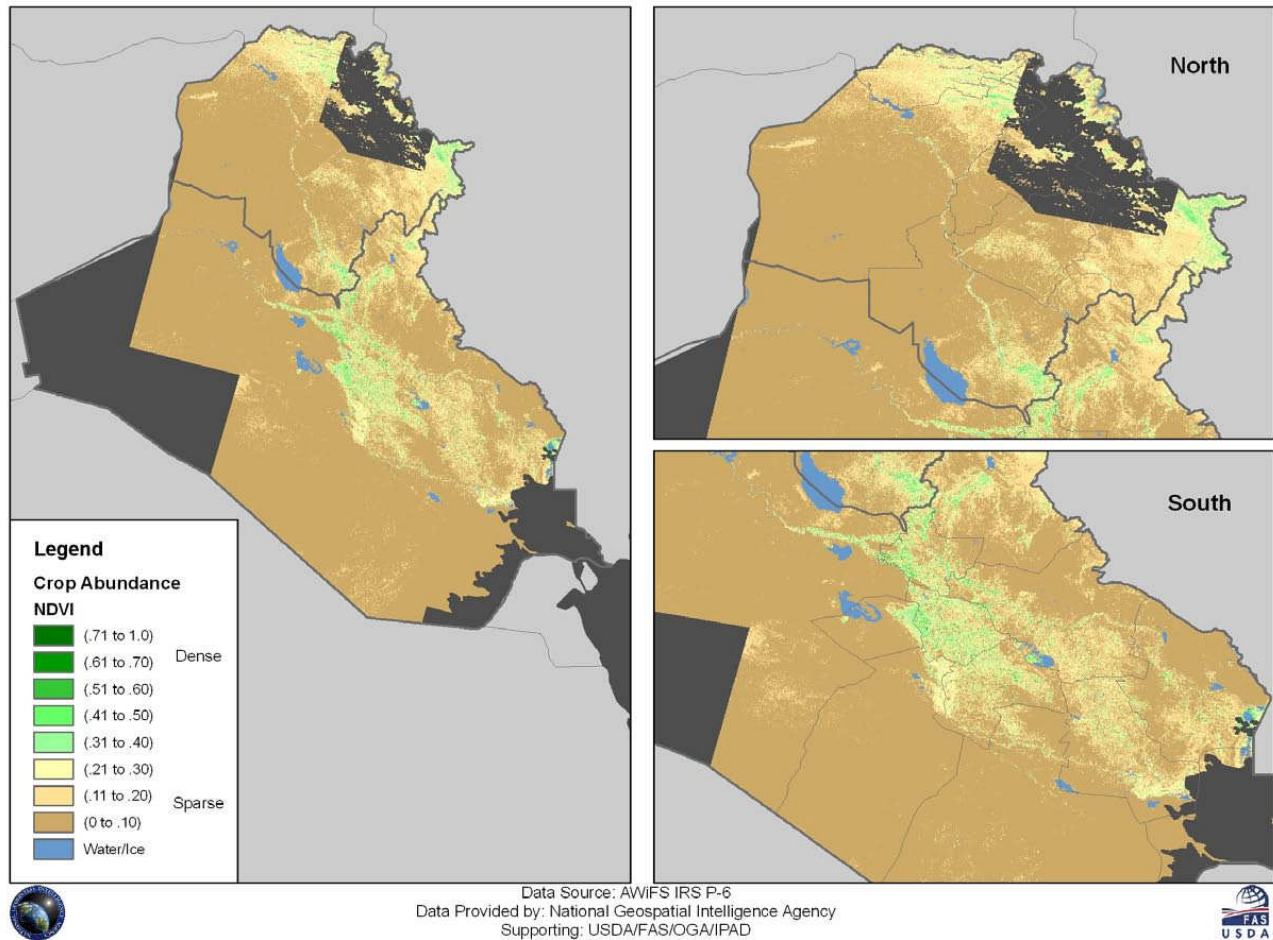 North
South
Legend
Crop Abundance
NDVI
(.71 to 1.0)
(.61 to .70)
Dense
(.51 to .60)
(.41 to .50)
(.31 to .40)
(.21 to .30)
(.11 to .20)
Sparse
(0 to .10)
Water/Ice
Data Source: AWiFS IRS P-6
Data Provided by: National Geospatial Intelligence Agency
Supporting: USDA/FAS/OGA/IPAD
FAS
USDA